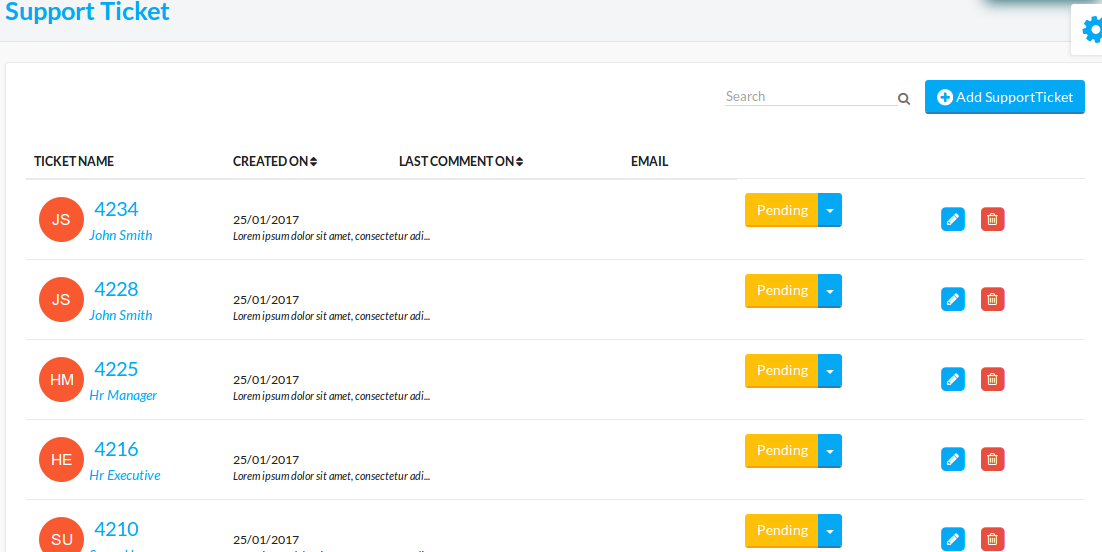 Support Ticket
Search
Add SupportTicket
TICKET NAME CREATED ON LAST COMMENT ON EMAIL
JS 4234 Pending
25/01/2017
John Smith Lorem ipsum dolor sit amet, consectetur adi...
JS 4228 Pending
25/01/2017
John Smith Lorem ipsum dolor sit amet, consectetur adi...
HM 4225 Pending
25/01/2017
Hr Manager Lorem ipsum dolor sit amet, consectetur adi...
HE 4216 Pending
25/01/2017
Hr Executive Lorem ipsum dolor sit amet, consectetur adi...
SU 4210 Pending
25/01/2017